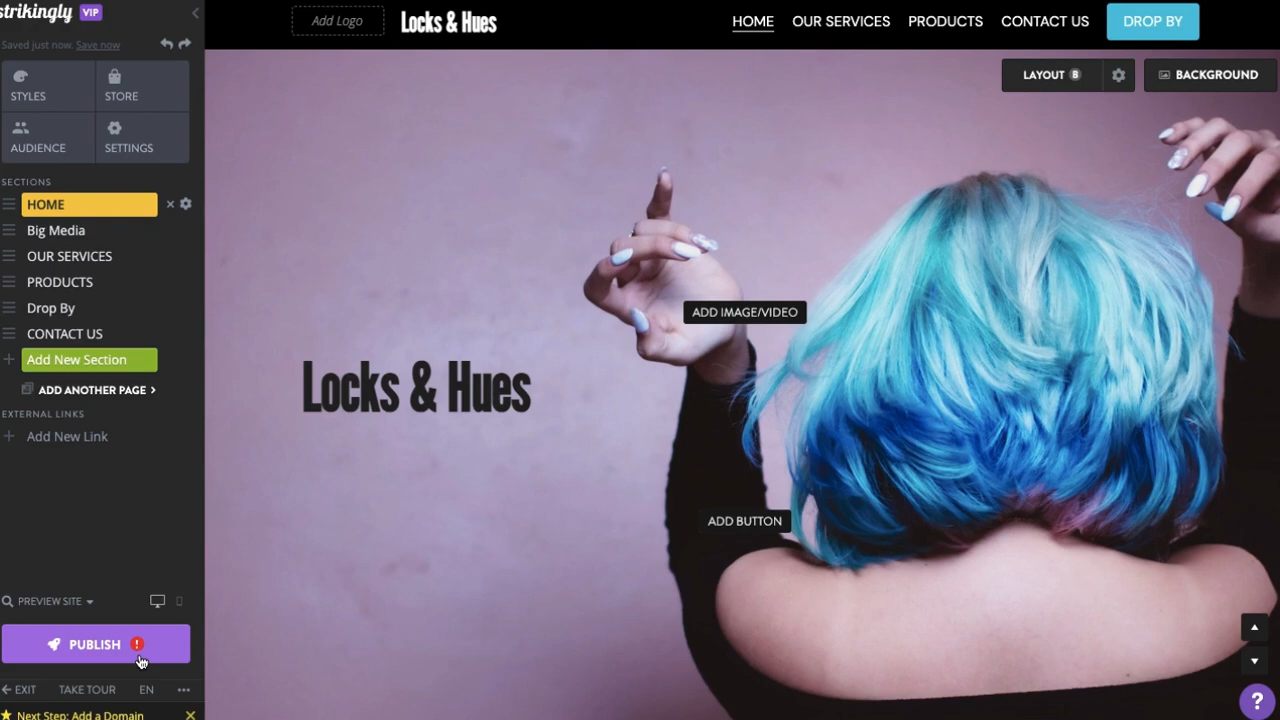 strikingly VIP
Saved just now. Save now
STYLES
STORE
AUDIENCE
SETTINGS
SECTIONS
HOME
Big Media
OUR SERVICES
PRODUCTS
Drop By
CONTACT US
Add New Section
ADD ANOTHER PAGE >
EXTERNAL LINKS
Add New Link
PREVIEW SITE
PUBLISH !
EXIT TAKE TOUR EN ...
Next Step: Add a Domain
Add Logo Locks & Hues HOME OUR SERVICES PRODUCTS CONTACT US DROP BY
LAYOUT B BACKGROUND
ADD IMAGE/VIDEO
Locks & Hues
ADD BUTTON
?